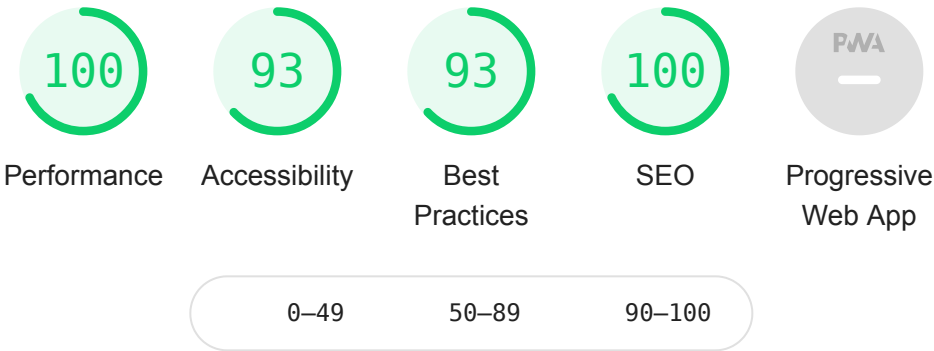 100 93 93 100 PWA
Performance Accessibility Best SEO Progressive
Practices Web App
0–49 50–89 90–100